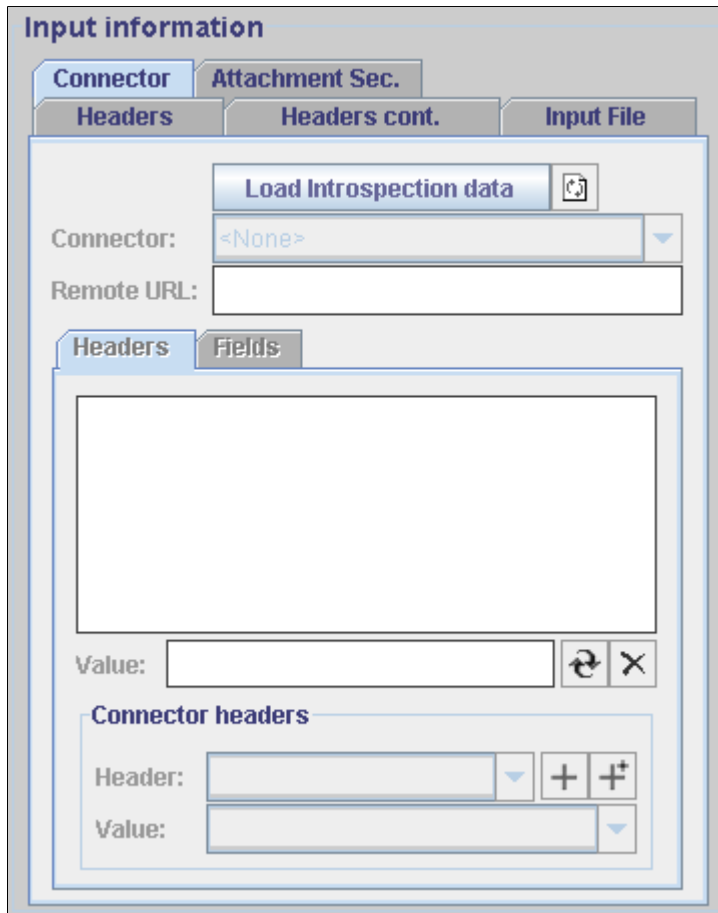 Input information
Connector Attachment Sec.
Headers Headers cont. Input File
Load Introspection data
Connector: <None>
Remote URL:
Headers Fields
Value:
Connector headers
Header:
Value: